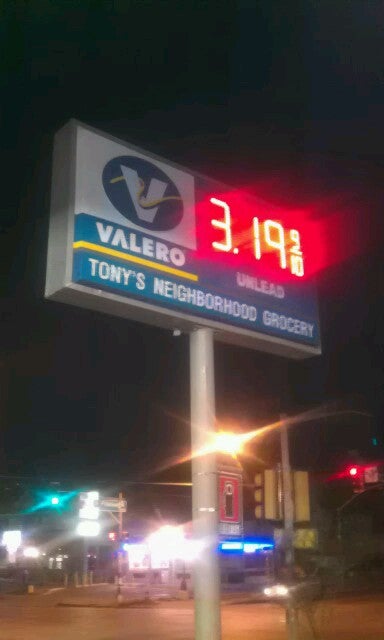 V
VALERO
3.19 9/10
UNLEAD
TONY'S NEIGHBORHOOD GROCERY